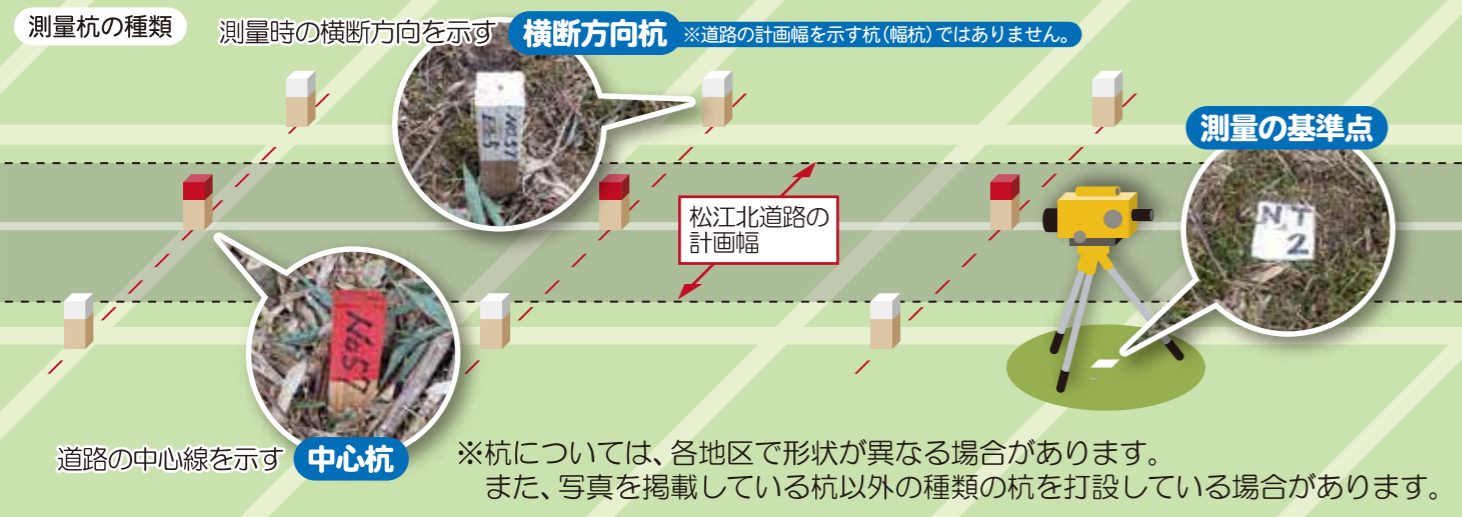 測量杭の種類
測量時の横断方向を示す 横断方向杭 ※道路の計画幅を示す杭(幅杭)ではありません。
測量の基準点
No.57
松江北道路の
計画幅
NT
2
No57
道路の中心線を示す 中心杭
※杭については、各地区で形状が異なる場合があります。
また、写真を掲載している杭以外の種類の杭を打設している場合があります。